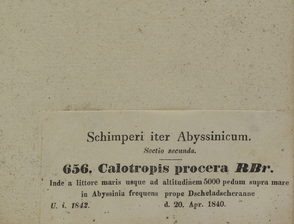 Schimperi iter Abyssinicum.
Sectio secunda.
656. Calotropis procera RBr.
Inde a littore maris usque ad altitudinem 5000 pedum supra mare
in Abyssinia frequens prope Dscheladscheranne
U. i. 1842. d. 20. Apr. 1840.